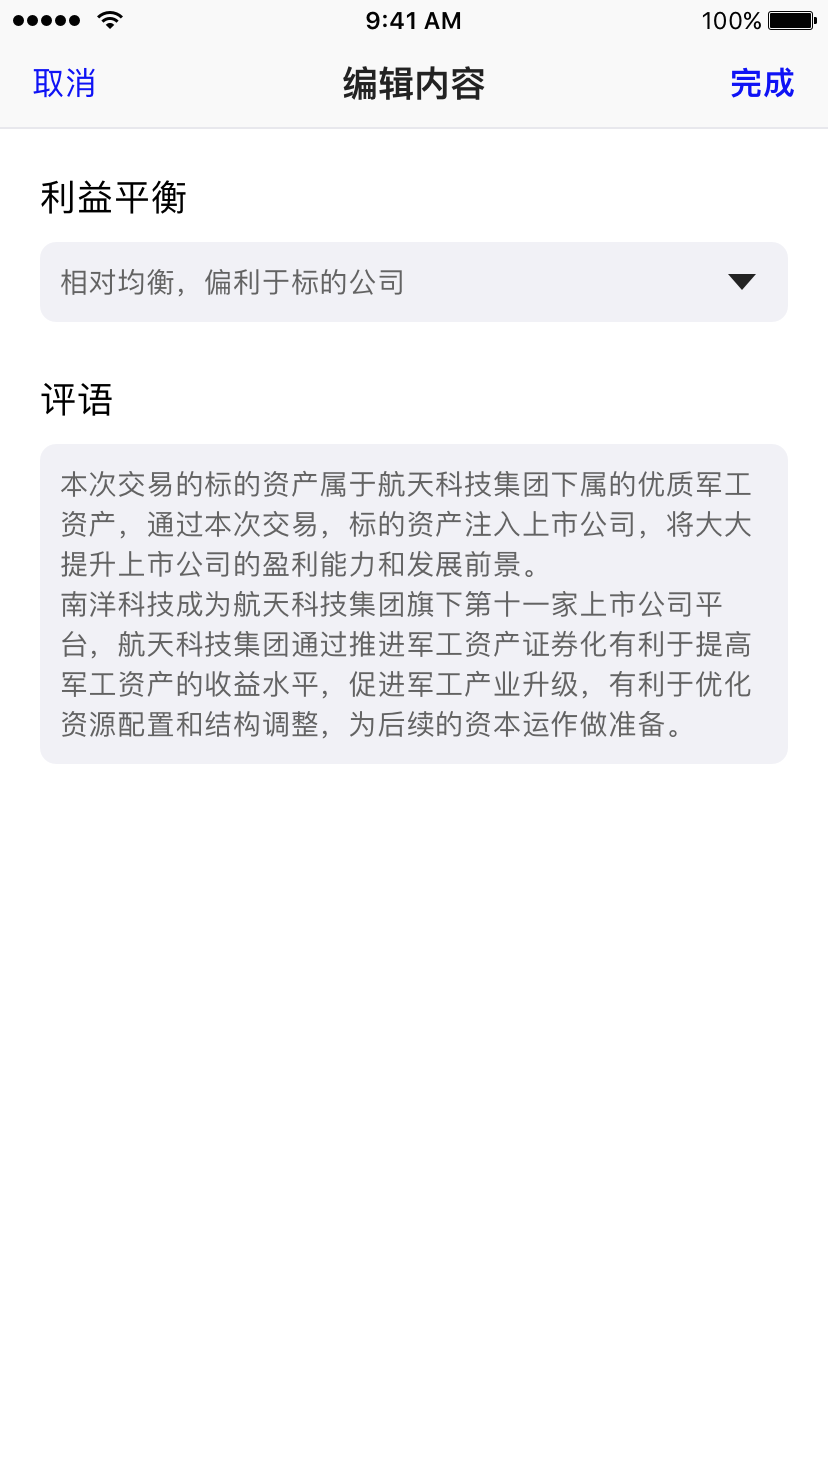 9:41 AM
100%
取消
编辑内容
完成
利益平衡
相对均衡，偏利于标的公司
评语
本次交易的标的资产属于航天科技集团下属的优质军工
资产，通过本次交易，标的资产注入上市公司，将大大
提升上市公司的盈利能力和发展前景。
南洋科技成为航天科技集团旗下第十一家上市公司平
台，航天科技集团通过推进军工资产证券化有利于提高
军工资产的收益水平，促进军工产业升级，有利于优化
资源配置和结构调整，为后续的资本运作做准备。